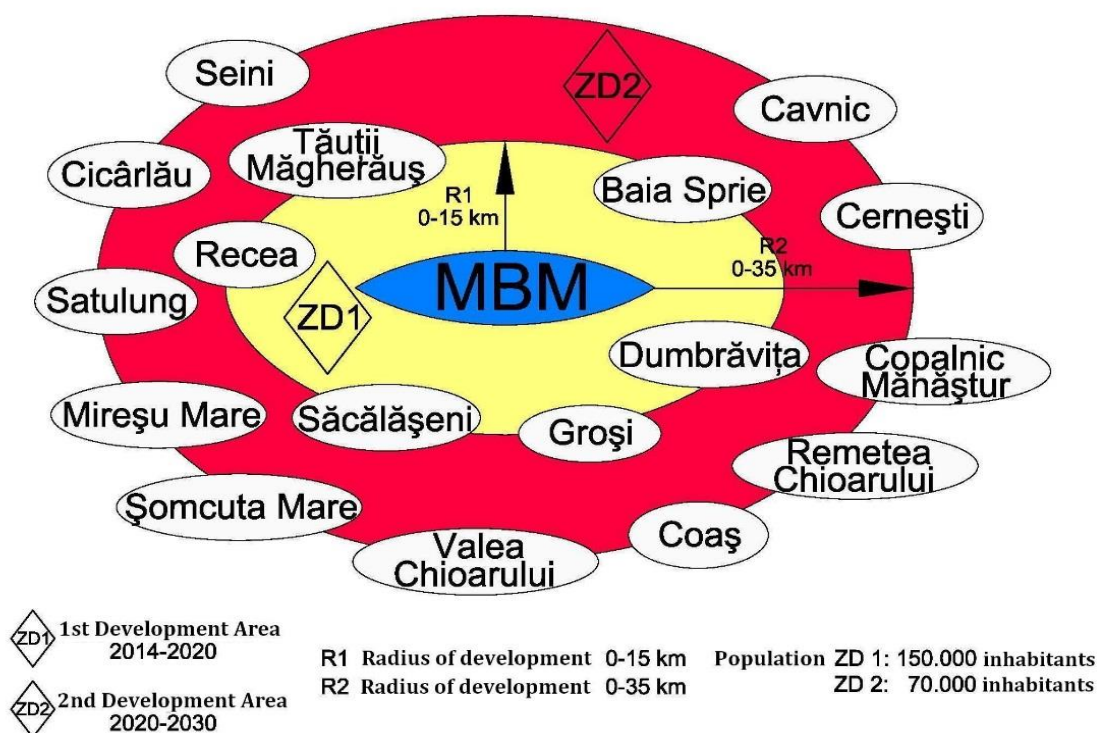 Seini
ZD2
Cavnic
Tăuţii
Măgherăuş
Cicârlău
R1
0-15 km
Baia Sprie
Cerneşti
Recea
R2
0-35 km
Satulung
MBM
ZD1
Dumbrăviţa
Copalnic
Mănăştur
Mireşu Mare
Săcălăşeni
Groşi
Remetea
Chioarului
Şomcuta Mare
Coaş
Valea
Chioarului
ZD1 1st Development Area
2014-2020
ZD2 2nd Development Area
2020-2030
R1 Radius of development 0-15 km
R2 Radius of development 0-35 km
Population ZD 1: 150.000 inhabitants
ZD 2: 70.000 inhabitants